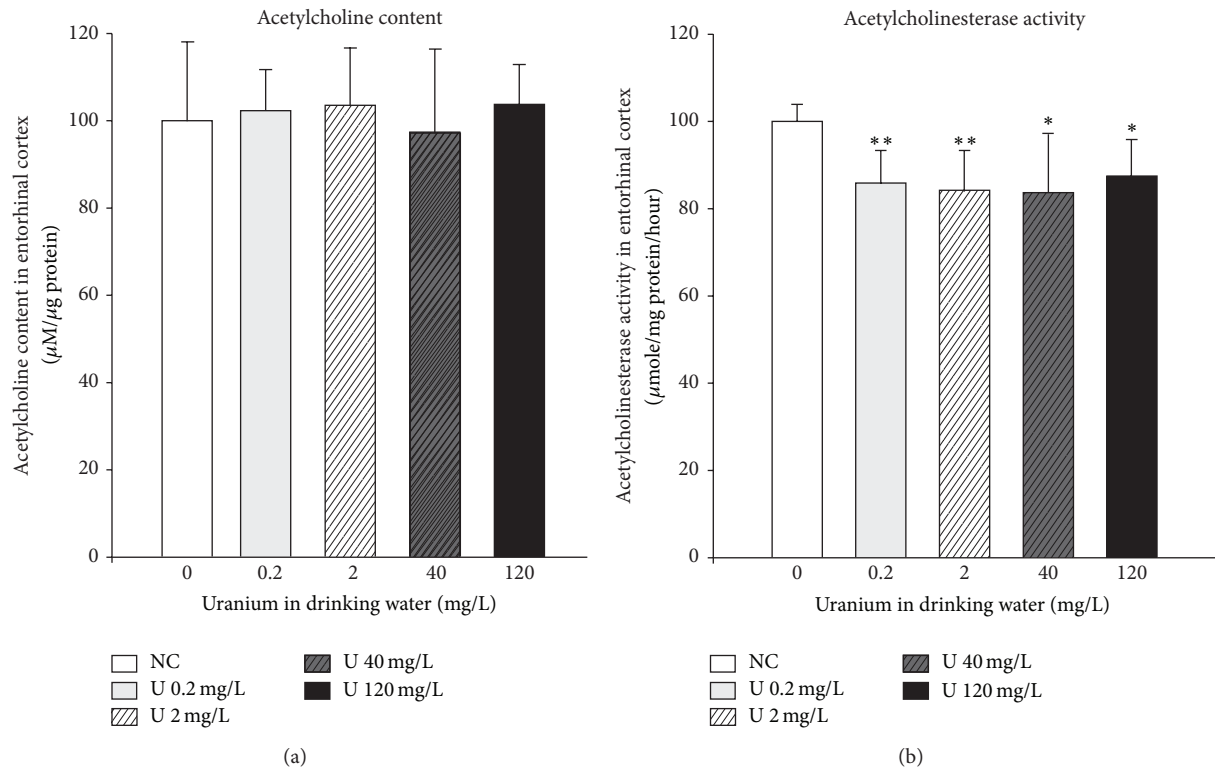 Acetylcholine content
Acetylcholine content in entorhinal cortex
(μM/μg protein)
120
100
80
60
40
20
0
0 0.2 2 40 120
Uranium in drinking water (mg/L)
NC
U 0.2 mg/L
U 2 mg/L
U 40 mg/L
U 120 mg/L
(a)
Acetylcholinesterase activity
Acetylcholinesterase activity in entorhinal cortex
(μmole/mg protein/hour)
120
100
80
60
40
20
0
** ** * *
0 0.2 2 40 120
Uranium in drinking water (mg/L)
NC
U 0.2 mg/L
U 2 mg/L
U 40 mg/L
U 120 mg/L
(b)